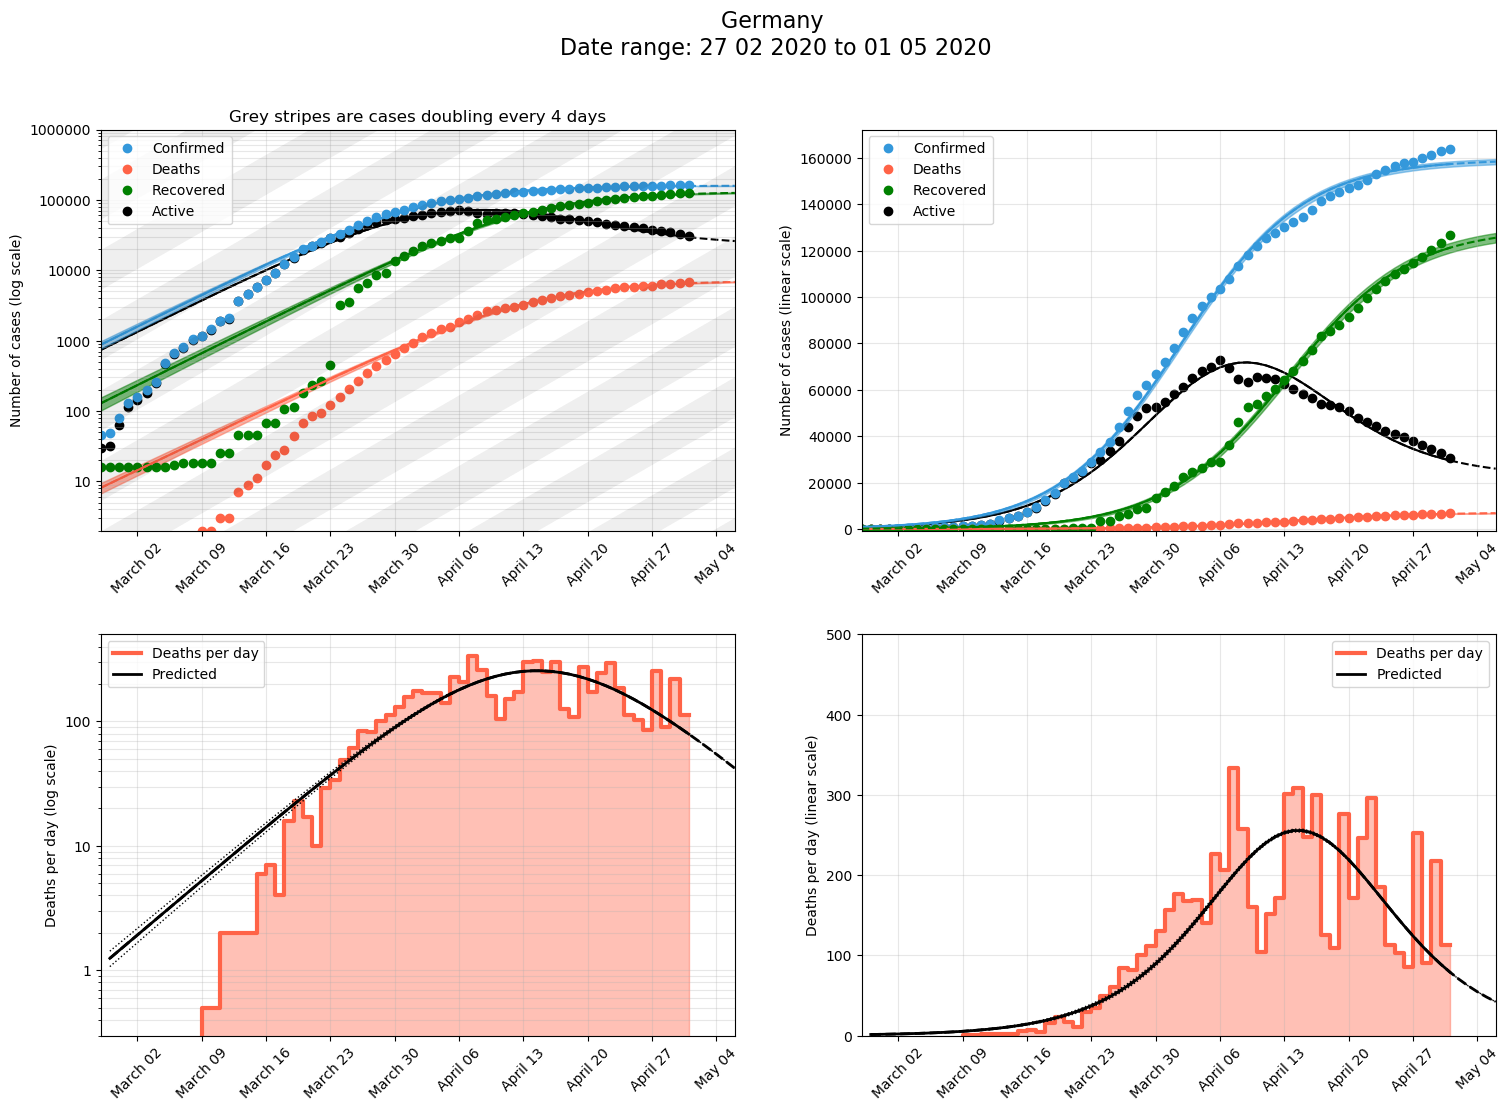 Germany
Date range: 27 02 2020 to 01 05 2020
Grey stripes are cases doubling every 4 days
Number of cases (log scale)
1000000
100000
10000
1000
100
10
Confirmed
Deaths
Recovered
Active
March 02
March 09
March 16
March 23
March 30
April 06
April 13
April 20
April 27
May 04
Number of cases (linear scale)
160000
140000
120000
100000
80000
60000
40000
20000
0
Confirmed
Deaths
Recovered
Active
March 02
March 09
March 16
March 23
March 30
April 06
April 13
April 20
April 27
May 04
Deaths per day (log scale)
100
10
1
Deaths per day
Predicted
March 02
March 09
March 16
March 23
March 30
April 06
April 13
April 20
April 27
May 04
Deaths per day (linear scale)
500
400
300
200
100
0
Deaths per day
Predicted
March 02
March 09
March 16
March 23
March 30
April 06
April 13
April 20
April 27
May 04